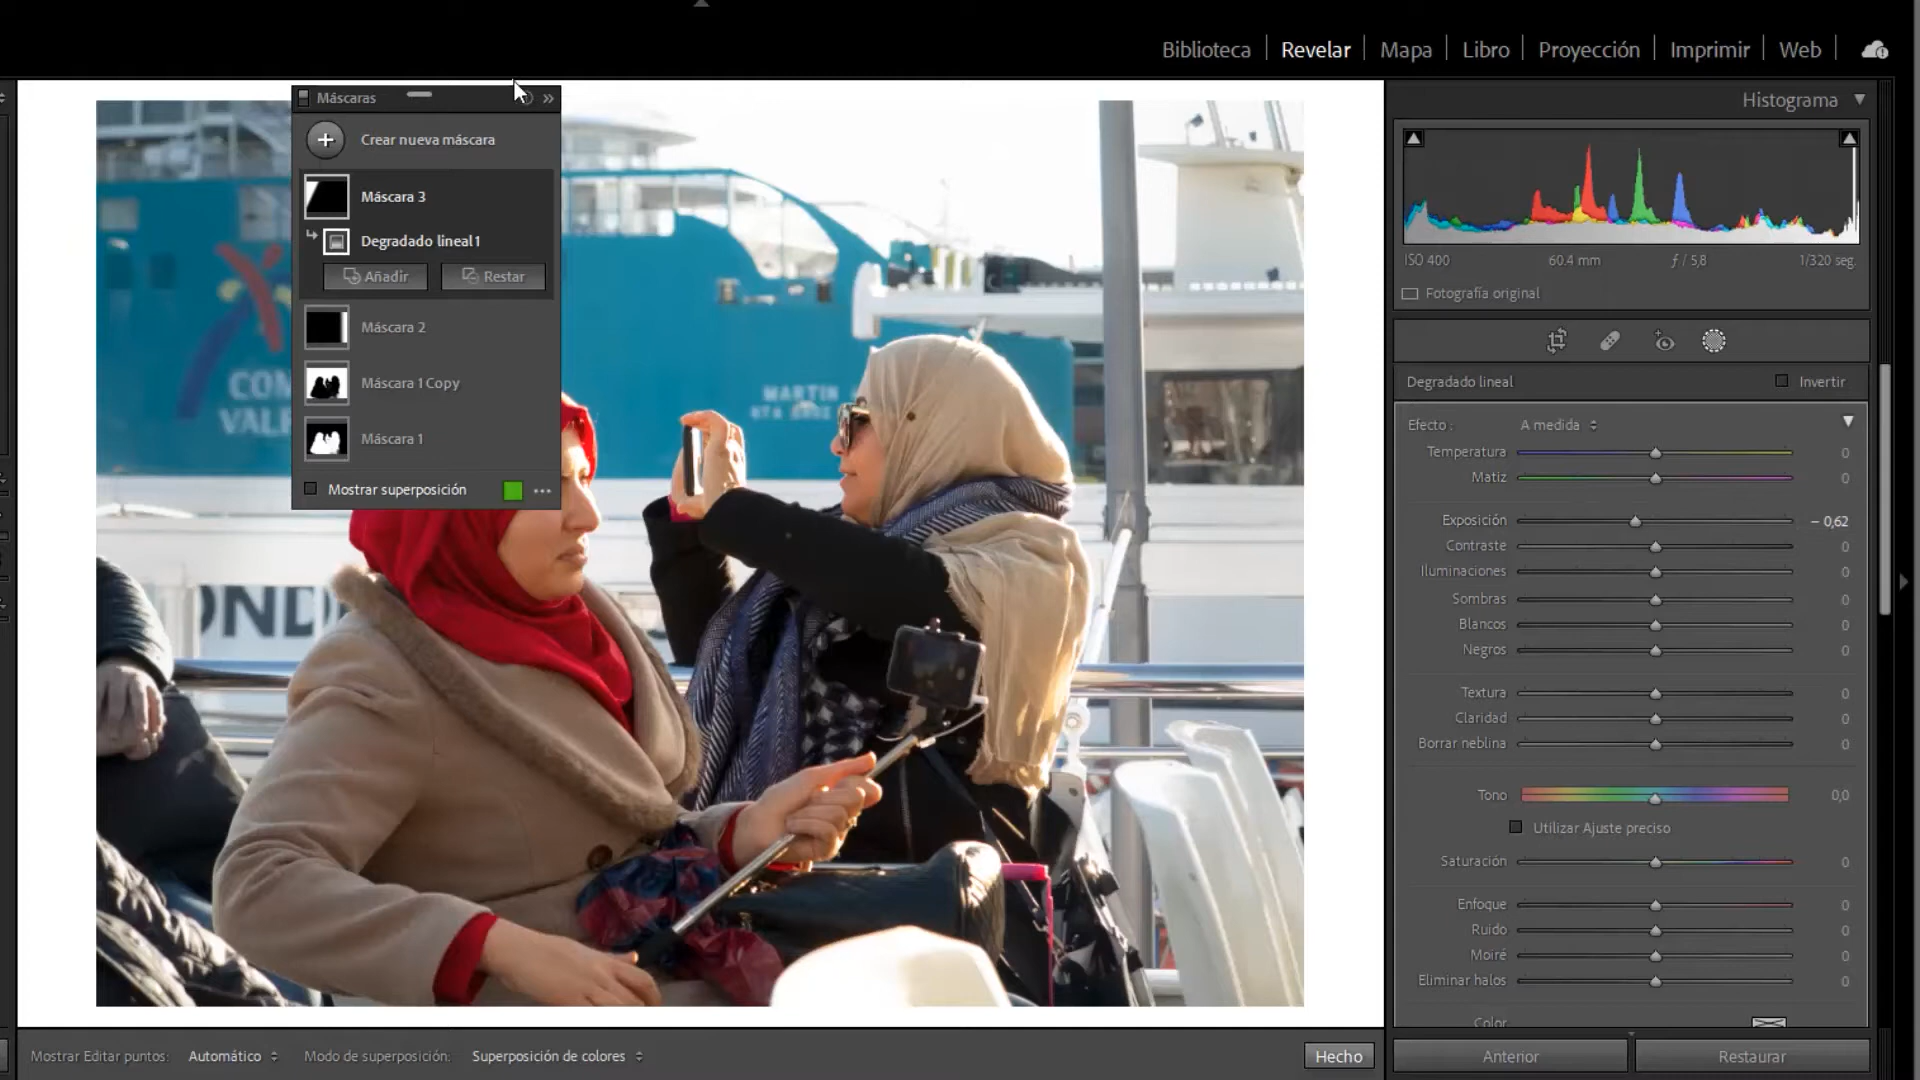 Biblioteca | Revelar | Mapa | Libro | Proyección | Imprimir | Web
Máscaras
Crear nueva máscara
Máscara 3
Degradado lineal 1
Añadir Restar
Máscara 2
Máscara 1 Copy
Máscara 1
Mostrar superposición
MARTIN
VAL
ONDI
Histograma
ISO 400 60.4 mm ƒ / 5,8 1/320 seg.
Fotografía original
Degradado lineal Invertir
Efecto : A medida
Temperatura 0
Matiz 0
Exposición – 0,62
Contraste 0
Iluminaciones 0
Sombras 0
Blancos 0
Negros 0
Textura 0
Claridad 0
Borrar neblina 0
Tono 0,0
Utilizar Ajuste preciso
Saturación 0
Enfoque 0
Ruido 0
Moiré 0
Eliminar halos 0
Color
Mostrar Editar puntos: Automático Modo de superposición: Superposición de colores Hecho
Anterior Restaurar